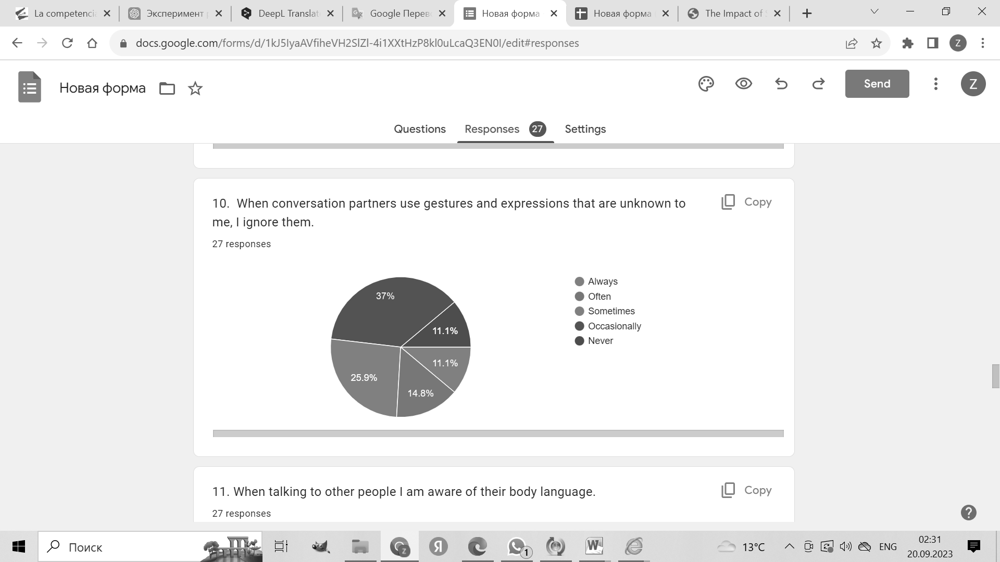 La competencia
Эксперимент
DeepL Translat
Google Перев
Новая форма
Новая форма
The Impact of
docs.google.com/forms/d/1kJ5IyaAVfiheVH2SlZl-4i1XXtHzP8kl0uLcaQ3EN0I/edit#responses
Z
Новая форма
Send
Z
Questions
Responses 27
Settings
10. When conversation partners use gestures and expressions that are unknown to
me, I ignore them.
Copy
27 responses
37%
11.1%
11.1%
25.9%
14.8%
Always
Often
Sometimes
Occasionally
Never
11. When talking to other people I am aware of their body language.
Copy
27 responses
Поиск
Z
Я
1
W
13°C
ENG
02:31
20.09.2023